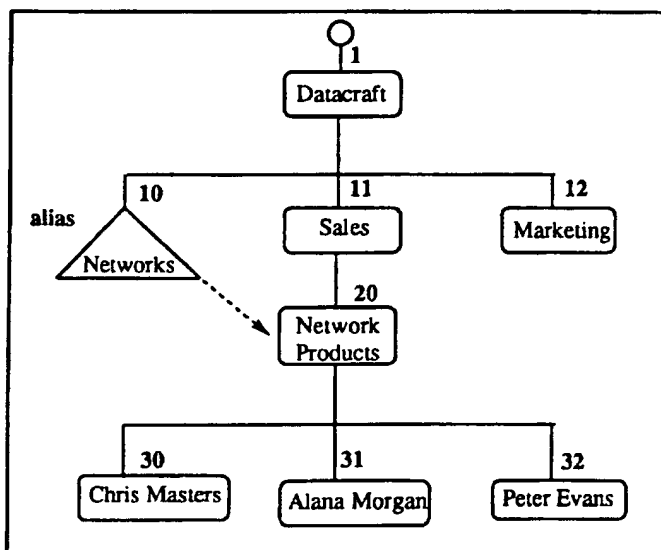 1
Datacraft
10
11
12
alias
Networks
Sales
Marketing
20
Network
Products
30
31
32
Chris Masters
Alana Morgan
Peter Evans